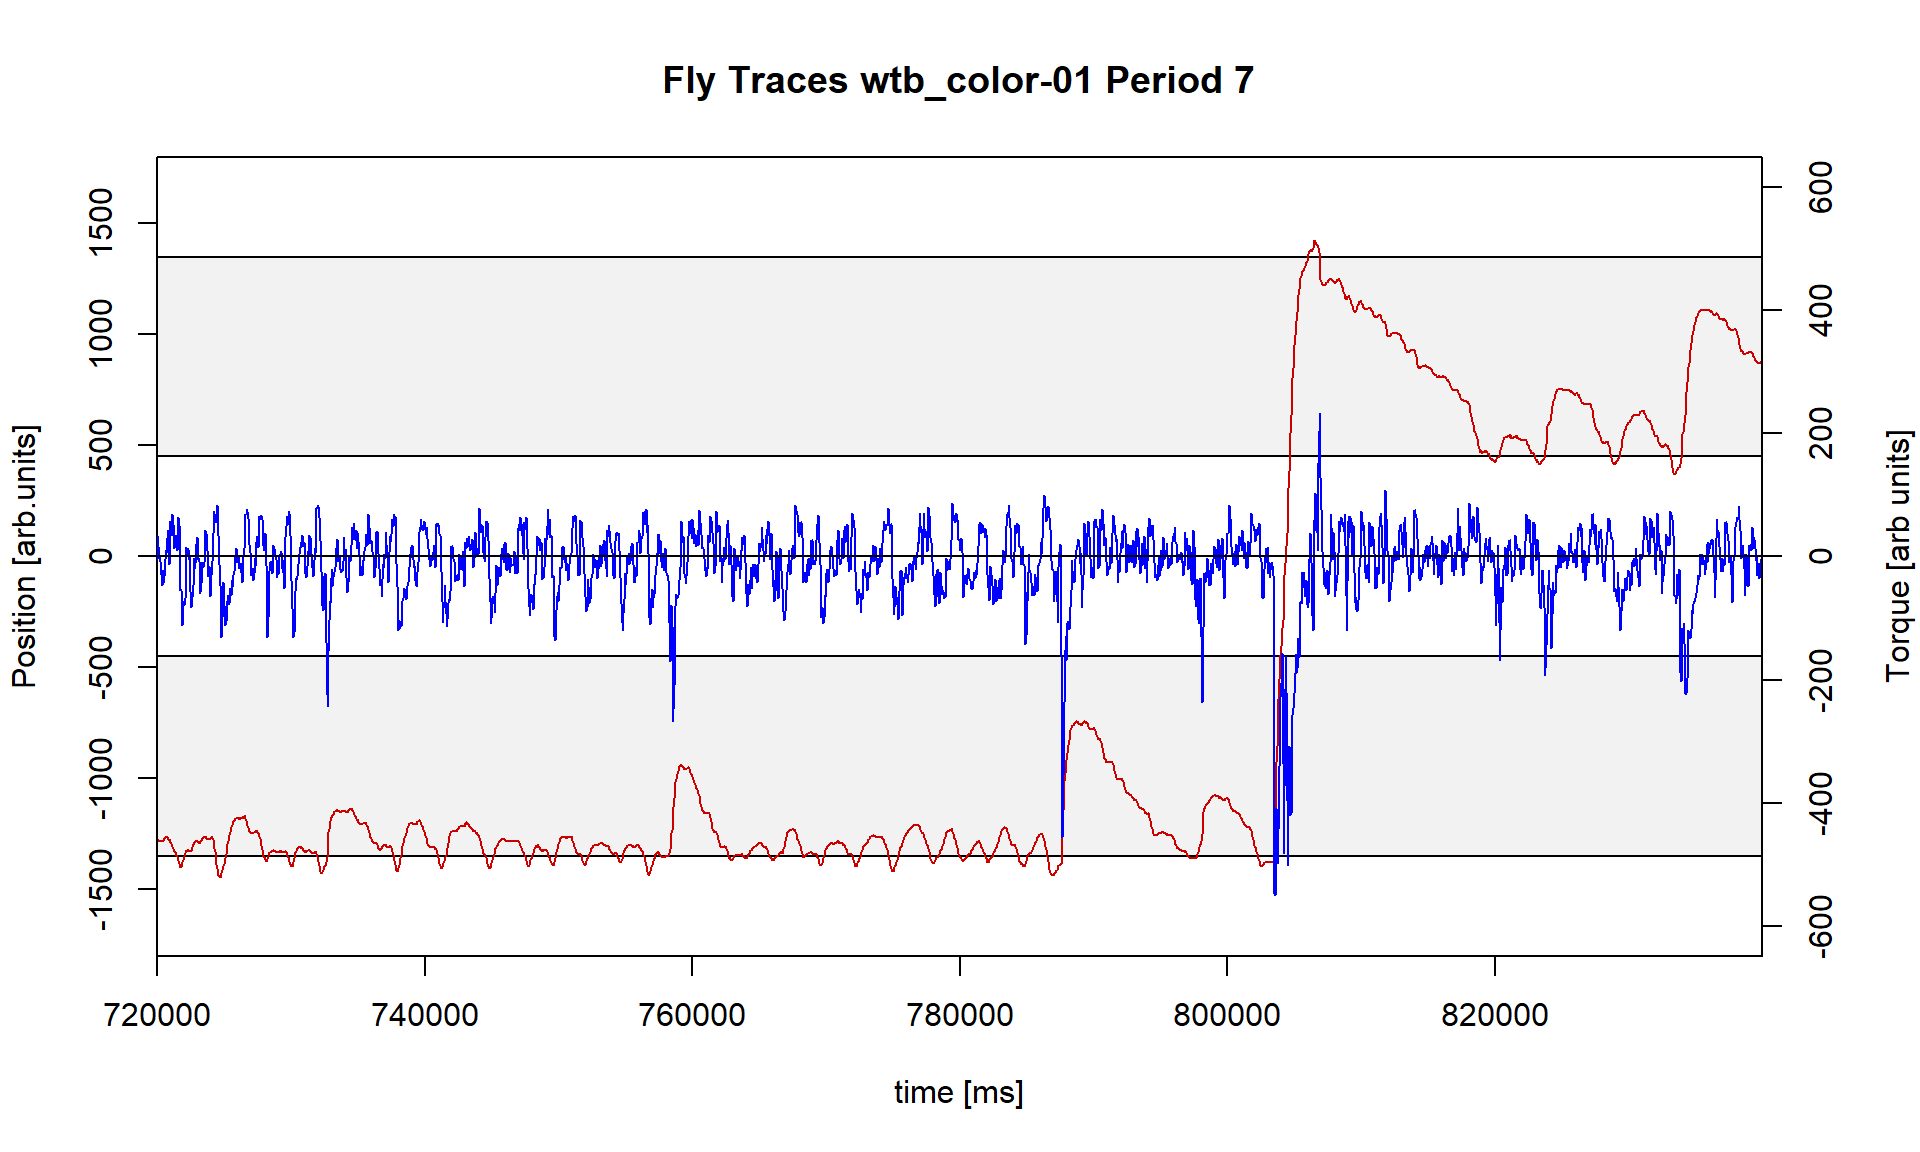 Fly Traces wtb_color-01 Period 7
Position [arb.units]
1500
1000
500
0
-500
-1000
-1500
600
400
200
0
-200
-400
-600
Torque [arb units]
720000 740000 760000 780000 800000 820000
time [ms]